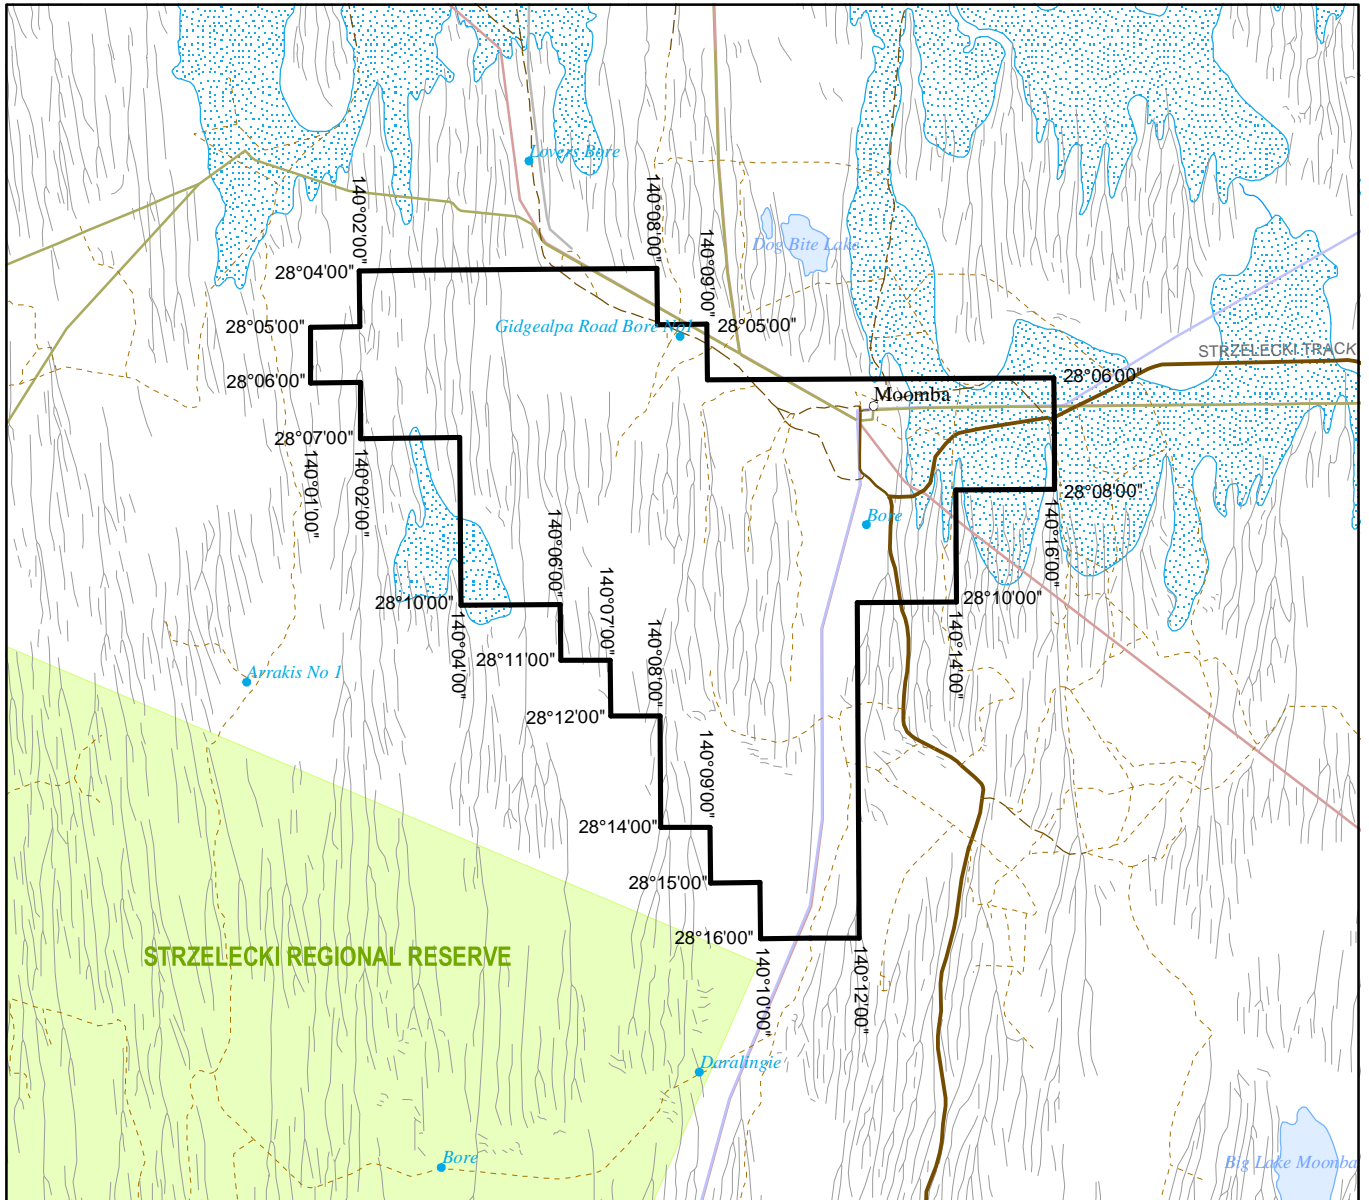 Lovers Bore
140°02'00"
140°08'00"
140°09'00"
Dog Bite Lake
28°04'00"
28°05'00"
Gidgealpa Road Bore No1
28°05'00"
STRZELECKI TRACK
28°06'00"
28°06'00"
Moomba
28°07'00"
140°01'00"
140°02'00"
28°08'00"
140°16'00"
Bore
140°06'00"
140°07'00"
28°10'00"
140°04'00"
28°10'00"
140°14'00"
140°08'00"
28°11'00"
Arrakis No 1
28°12'00"
140°09'00"
28°14'00"
28°15'00"
28°16'00"
140°10'00"
140°12'00"
STRZELECKI REGIONAL RESERVE
Daralingie
Bore
Big Lake Moonba